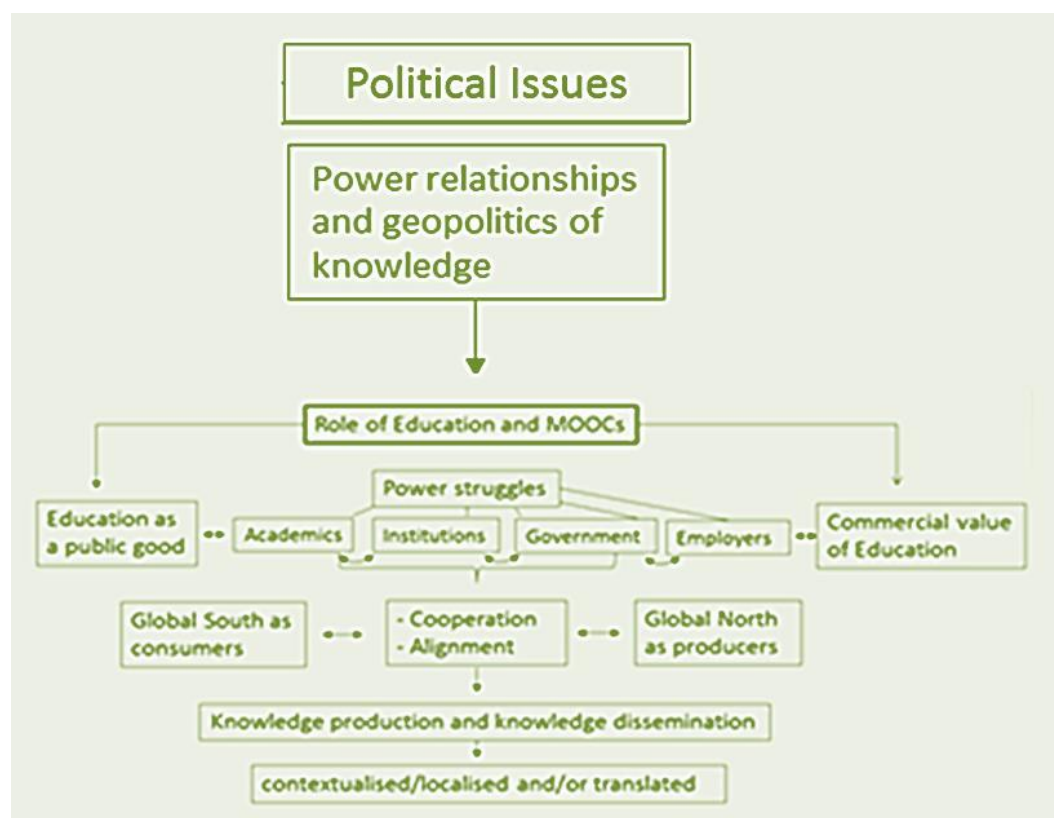 Political Issues
Power relationships
and geopolitics of
knowledge
Role of Education and MOOCs
Power struggles
Education as
a public good
Academics
Institutions
Government
Employers
Commercial value
of Education
Global South as
consumers
- Cooperation
- Alignment
Global North
as producers
Knowledge production and knowledge dissemination
contextualised/localised and/or translated